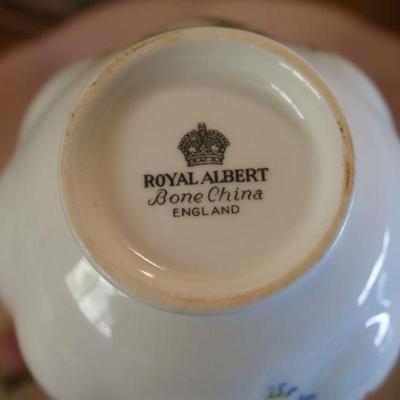 ROYAL ALBERT
Bone China
ENGLAND